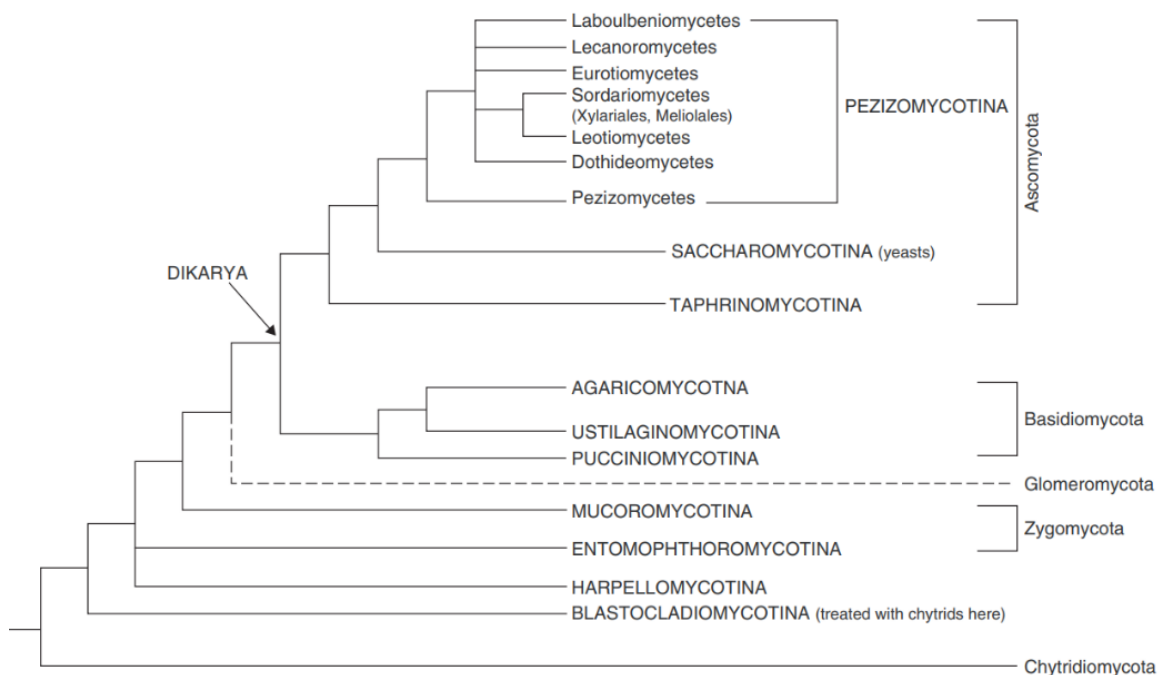 Laboulbeniomycetes
Lecanoromycetes
Eurotiomycetes
Sordariomycetes
(Xylariales, Meliolales)
Leotiomycetes
Dothideomycetes
Pezizomycetes
PEZIZOMYCOTINA
Ascomycota
SACCHAROMYCOTINA (yeasts)
DIKARYA
TAPHRINOMYCOTINA
AGARICOMYCOTNA
USTILAGINOMYCOTINA
PUCCINIOMYCOTINA
Basidiomycota
Glomeromycota
MUCOROMYCOTINA
ENTOMOPHTHOROMYCOTINA
Zygomycota
HARPELLOMYCOTINA
BLASTOCLADIOMYCOTINA (treated with chytrids here)
Chytridiomycota